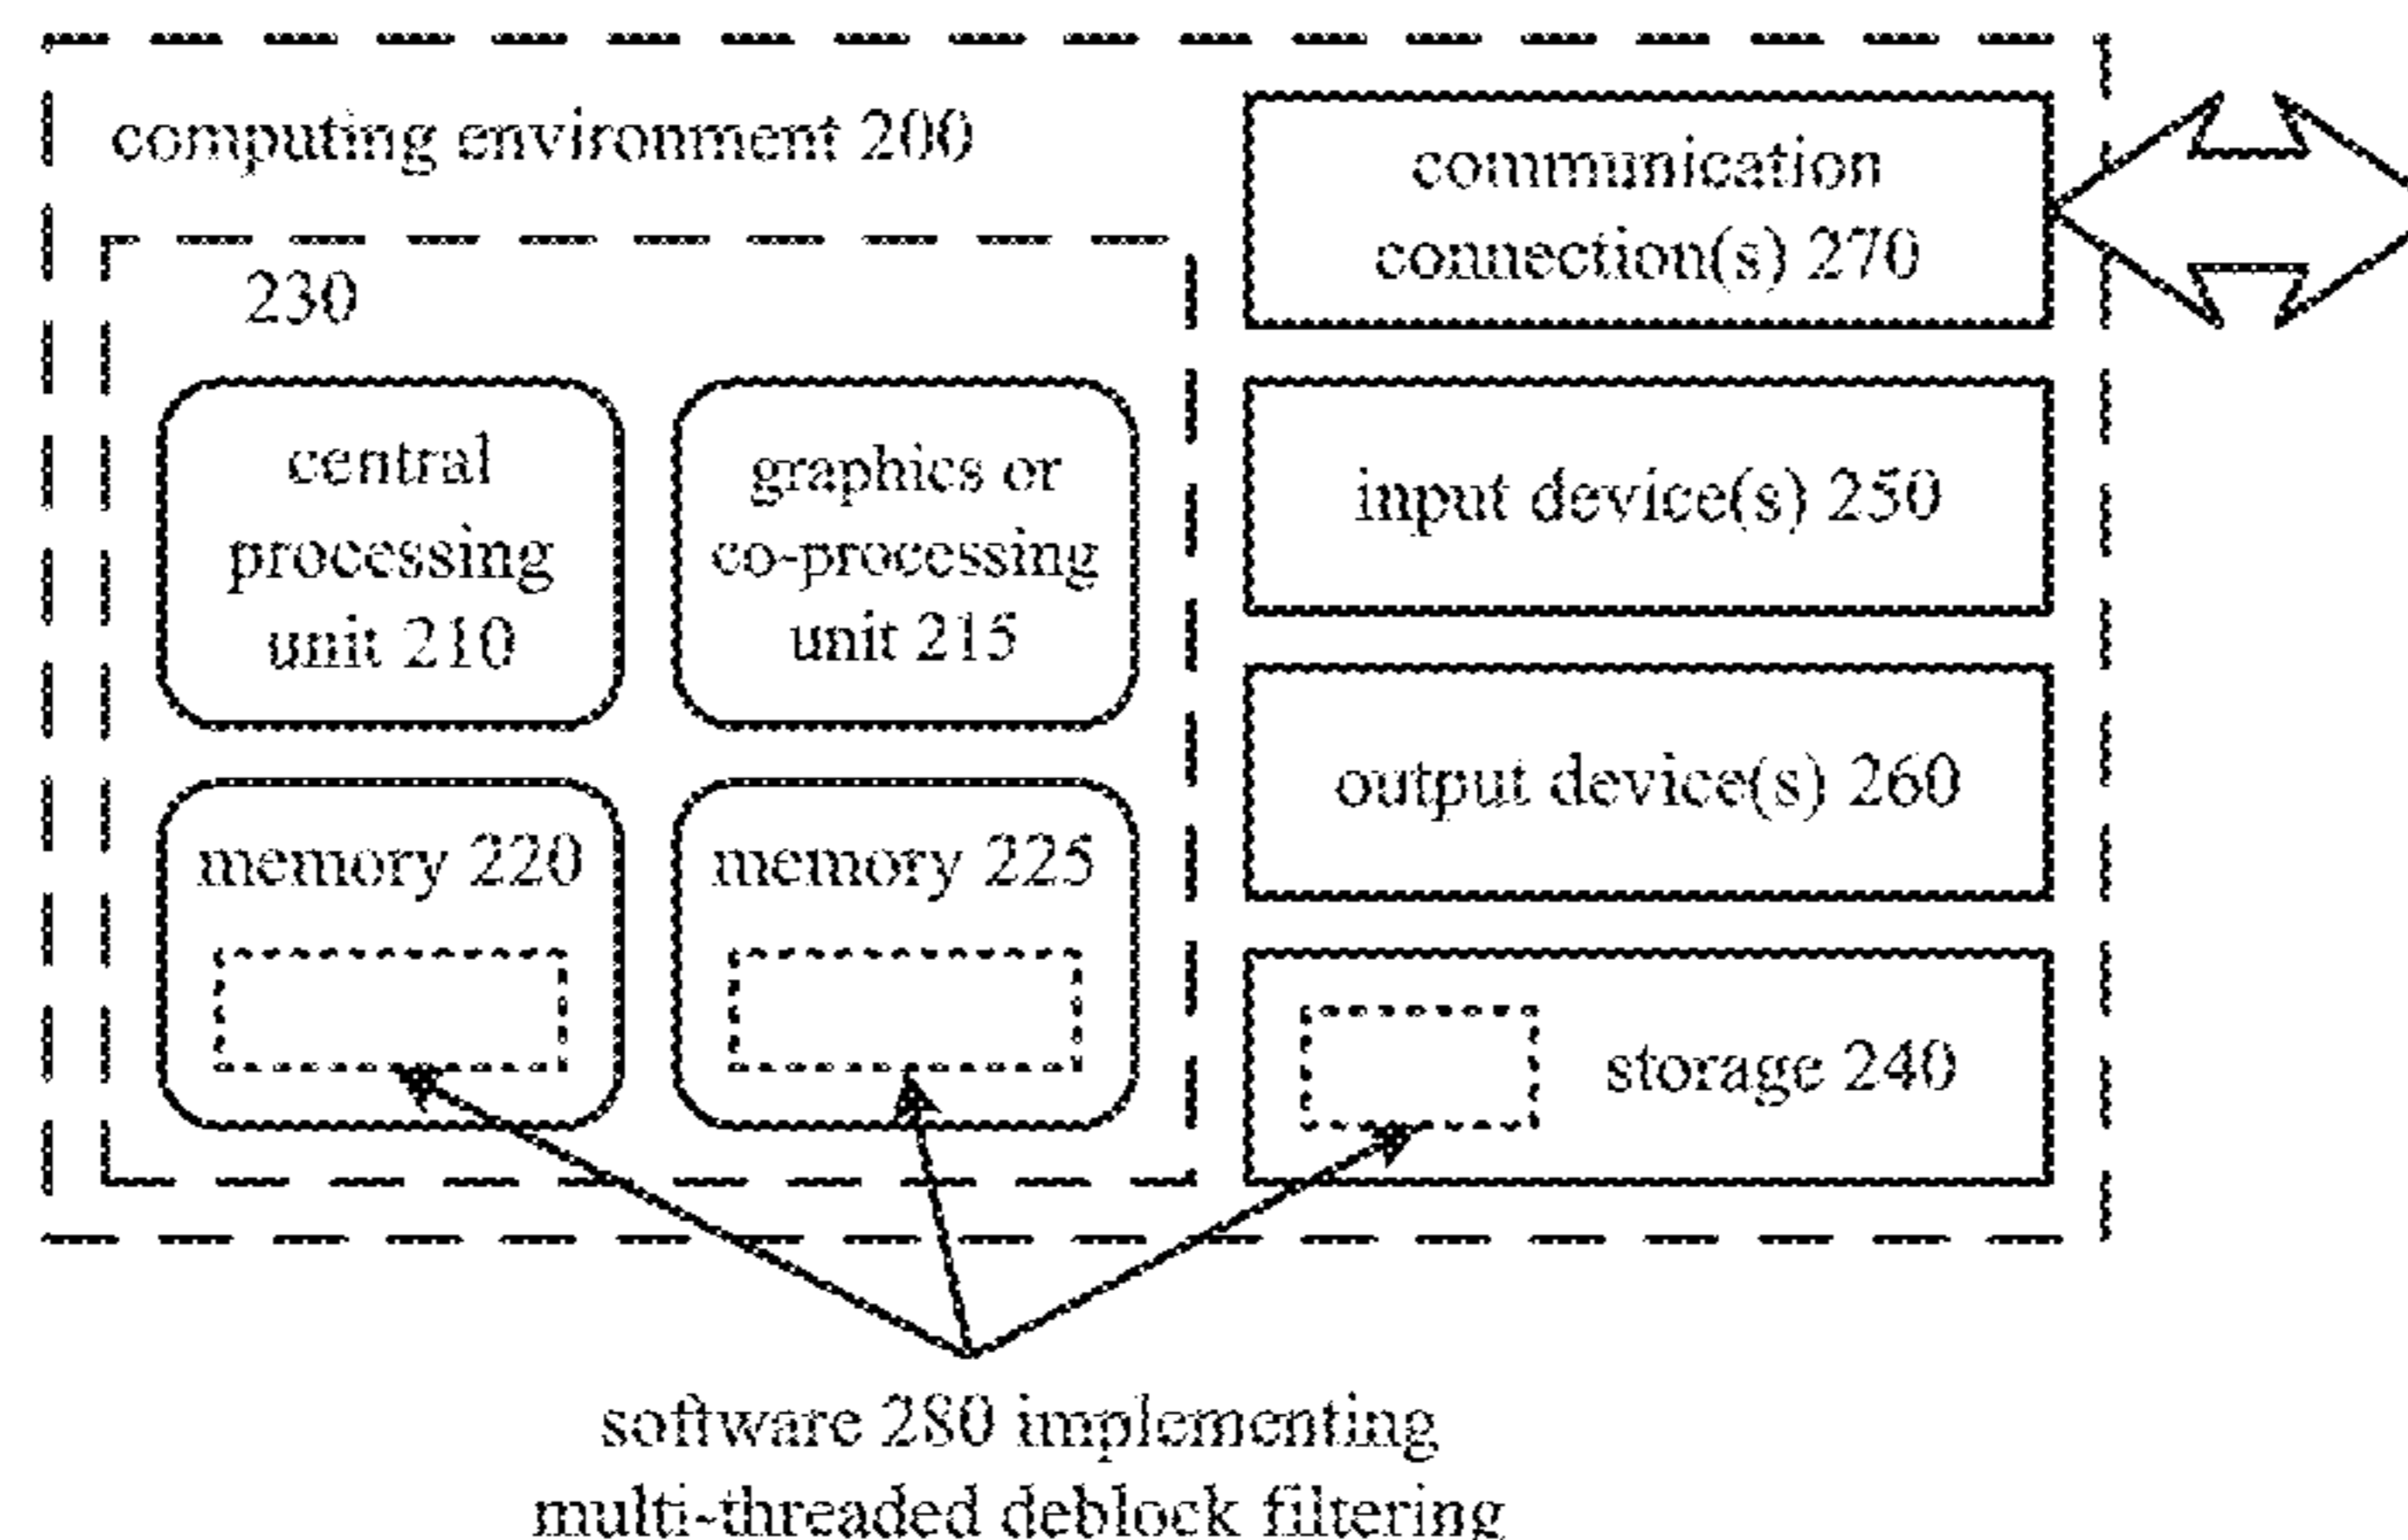 computing environment 200
230
central
processing
unit 210
graphics or
co-processing
unit 215
memory 220
memory 225
communication
connection(s) 270
input device(s) 250
output device(s) 260
storage 240
software 280 implementing
multi-threaded deblock filtering